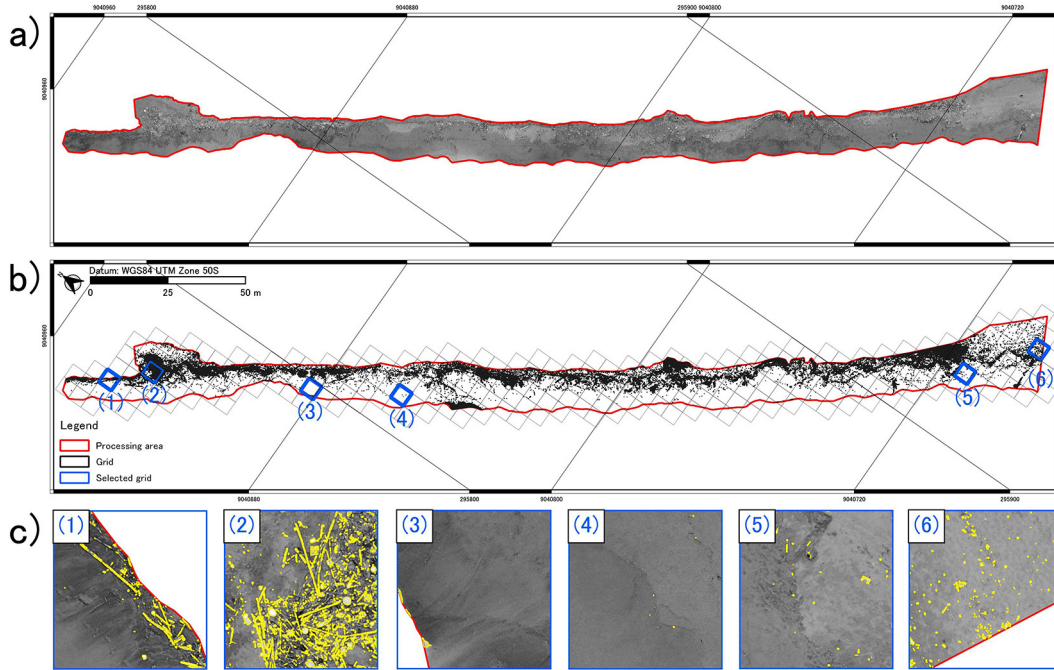 a)
9040960 295800 9040880 295900 9040800 9040720
9040960
b)
N
Datum: WGS84 UTM Zone 50S
0 25 50 m
9040960
(1) (2) (3) (4) (5) (6)
Legend
Processing area
Grid
Selected grid
9040880 295800 9040800 9040720 295900
c)
(1) (2) (3) (4) (5) (6)